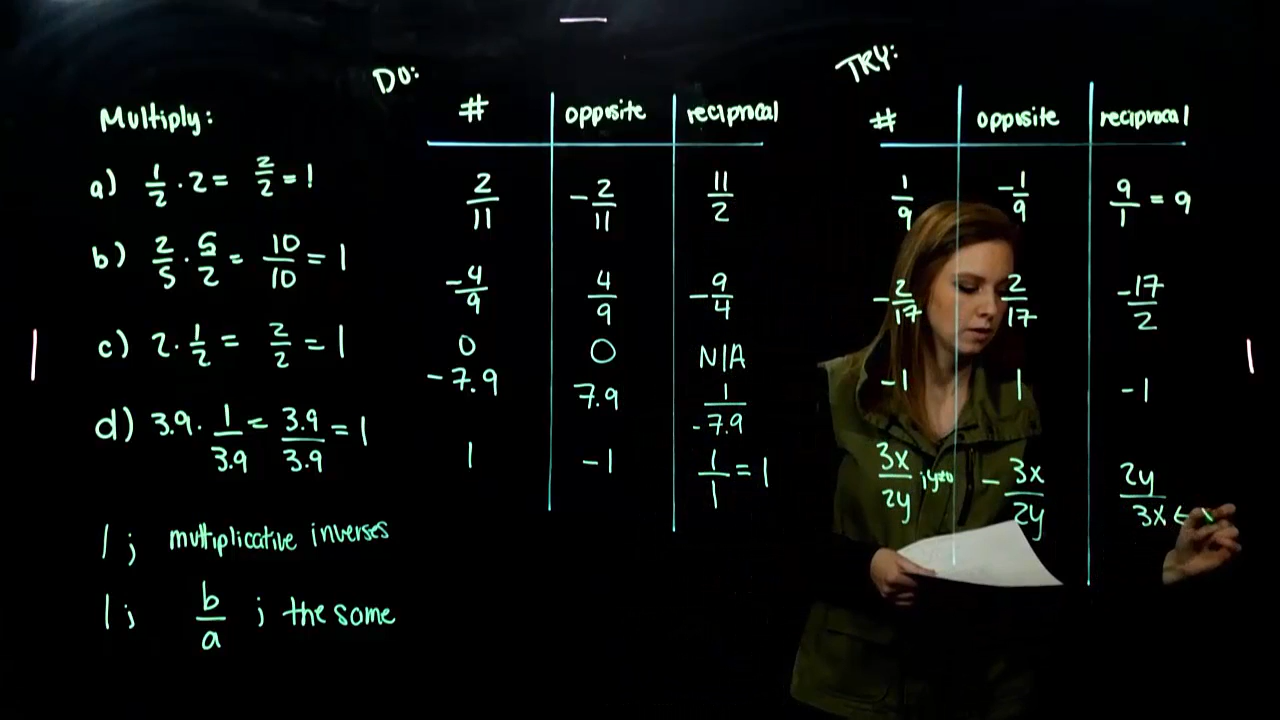 Multiply:
a) 1/2 · 2 = 2/2 = 1
b) 2/5 · 5/2 = 10/10 = 1
c) 2 · 1/2 = 2/2 = 1
d) 3.9 · 1/3.9 = 3.9/3.9 = 1
1 ; multiplicative inverses
1 ; b/a ; the same
DO:
# opposite reciprocal
2/11 -2/11 11/2
-4/9 4/9 -9/4
0 0 N/A
-7.9 7.9 1/-7.9
1 -1 1/1 = 1
TRY:
# opposite reciprocal
1/9 -1/9 9/1 = 9
-2/17 2/17 -17/2
-1 1 -1
3x/2y ; y≠0 -3x/2y 2y/3x ←